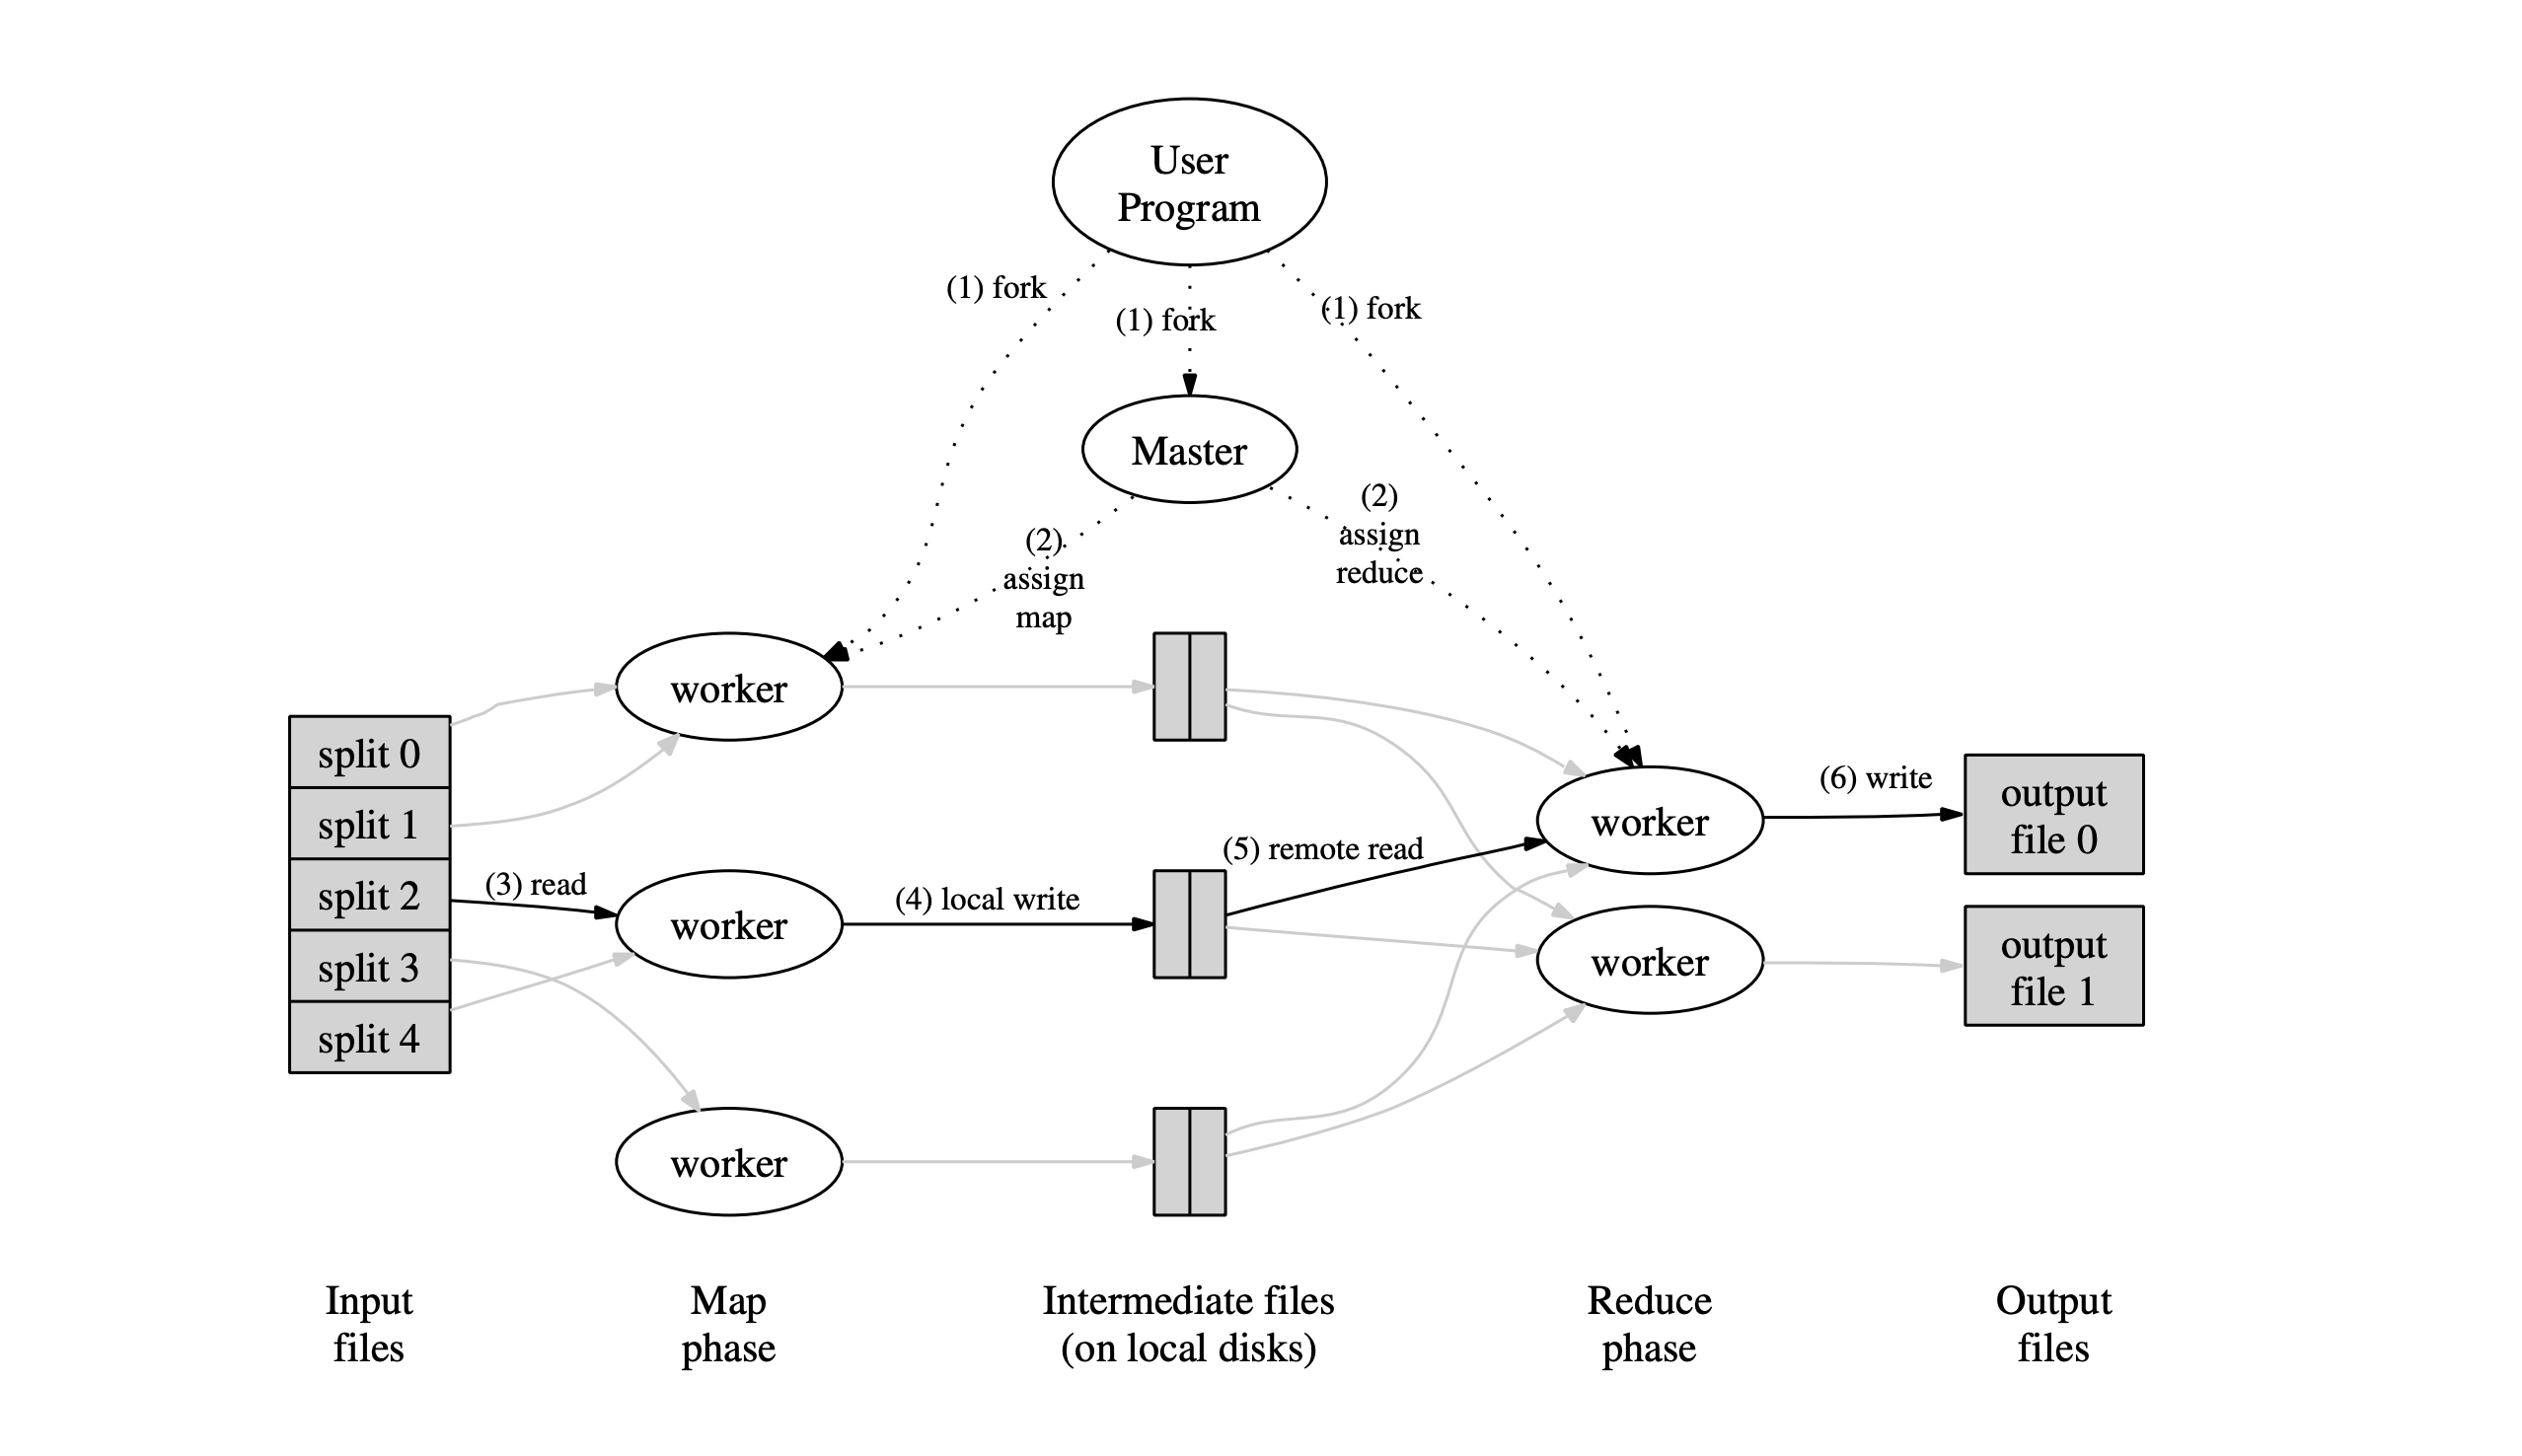 User
Program
(1) fork
(1) fork
(1) fork
Master
(2)
assign
map
(2)
assign
reduce
worker
split 0
split 1
split 2
split 3
split 4
(3) read
worker
(4) local write
(5) remote read
worker
(6) write
output
file 0
worker
output
file 1
worker
Input
files
Map
phase
Intermediate files
(on local disks)
Reduce
phase
Output
files